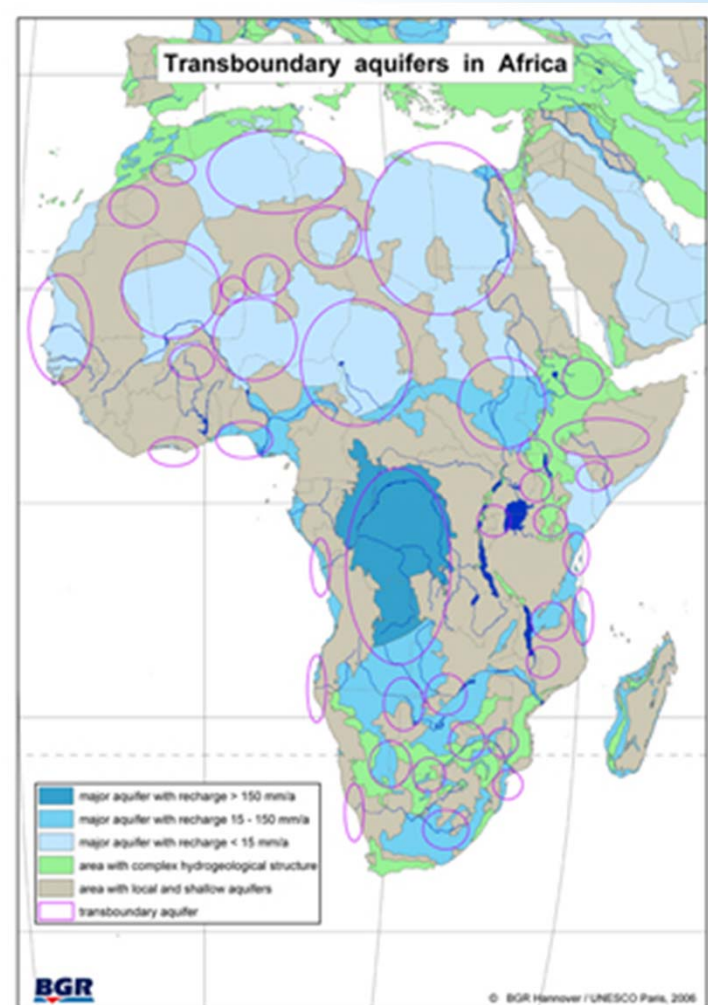 Transboundary aquifers in Africa
major aquifer with recharge > 150 mm/a
major aquifer with recharge 15 - 150 mm/a
major aquifer with recharge < 15 mm/a
area with complex hydrogeological structure
area with local and shallow aquifers
transboundary aquifer
BGR
© BGR Hannover / UNESCO Paris, 2006